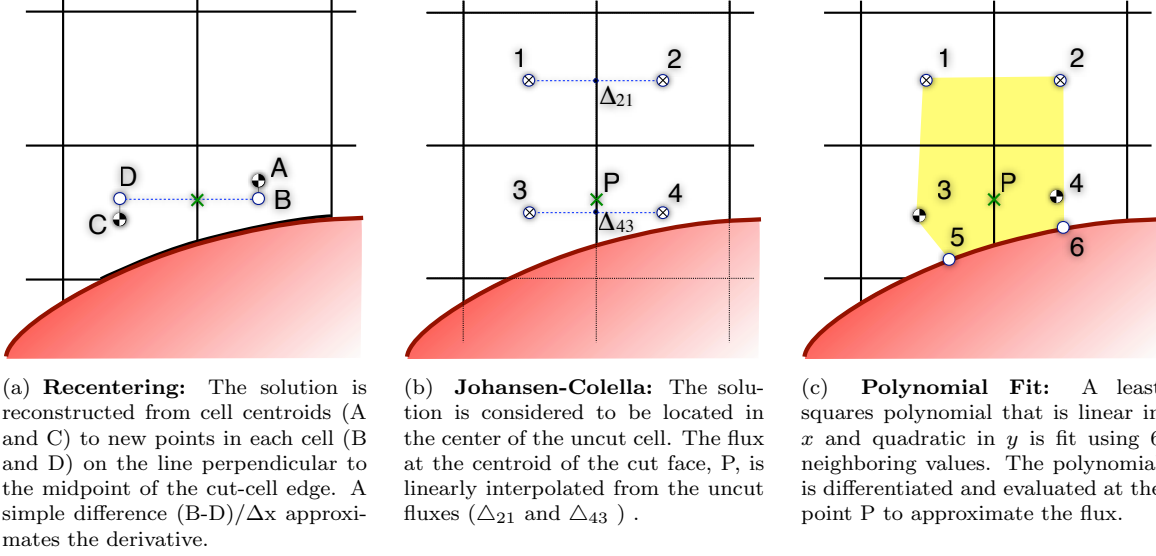 D
A
B
C
1
2
Δ21
3
P
4
Δ43
1
2
3
P
4
5
6
(a) Recentering: The solution is
reconstructed from cell centroids (A
and C) to new points in each cell (B
and D) on the line perpendicular to
the midpoint of the cut-cell edge. A
simple difference (B-D)/Δx approxi-
mates the derivative.
(b) Johansen-Colella: The solu-
tion is considered to be located in
the center of the uncut cell. The flux
at the centroid of the cut face, P, is
linearly interpolated from the uncut
fluxes (△21 and △43 ) .
(c) Polynomial Fit: A least
squares polynomial that is linear in
x and quadratic in y is fit using 6
neighboring values. The polynomial
is differentiated and evaluated at the
point P to approximate the flux.